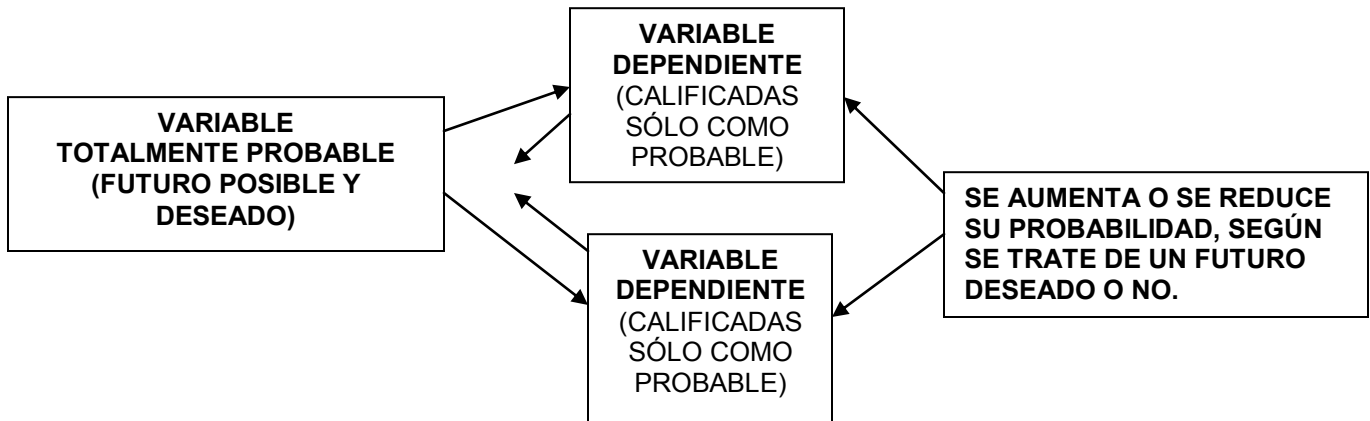 VARIABLE
TOTALMENTE PROBABLE
(FUTURO POSIBLE Y
DESEADO)
VARIABLE
DEPENDIENTE
(CALIFICADAS
SÓLO COMO
PROBABLE)
VARIABLE
DEPENDIENTE
(CALIFICADAS
SÓLO COMO
PROBABLE)
SE AUMENTA O SE REDUCE
SU PROBABILIDAD, SEGÚN
SE TRATE DE UN FUTURO
DESEADO O NO.